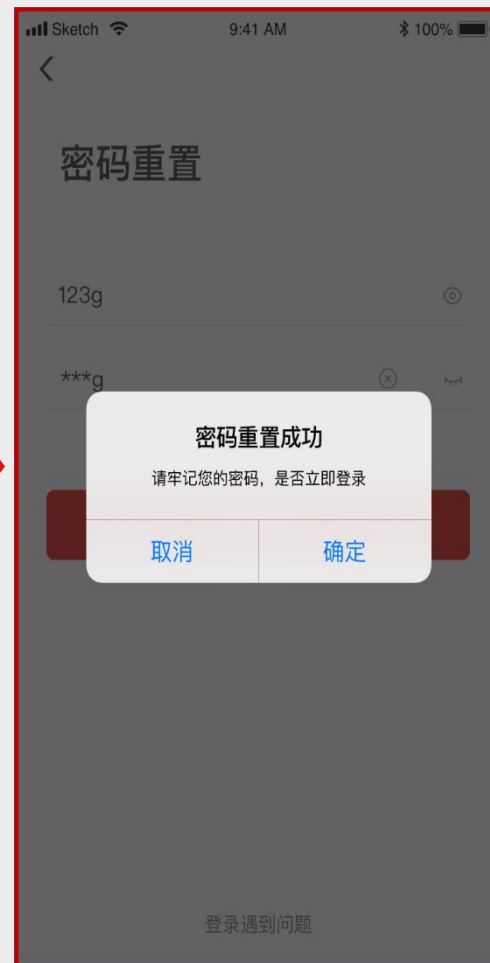 Sketch 9:41 AM 100%
密码重置
123g
***g
密码重置成功
请牢记您的密码，是否立即登录
取消 确定
登录遇到问题